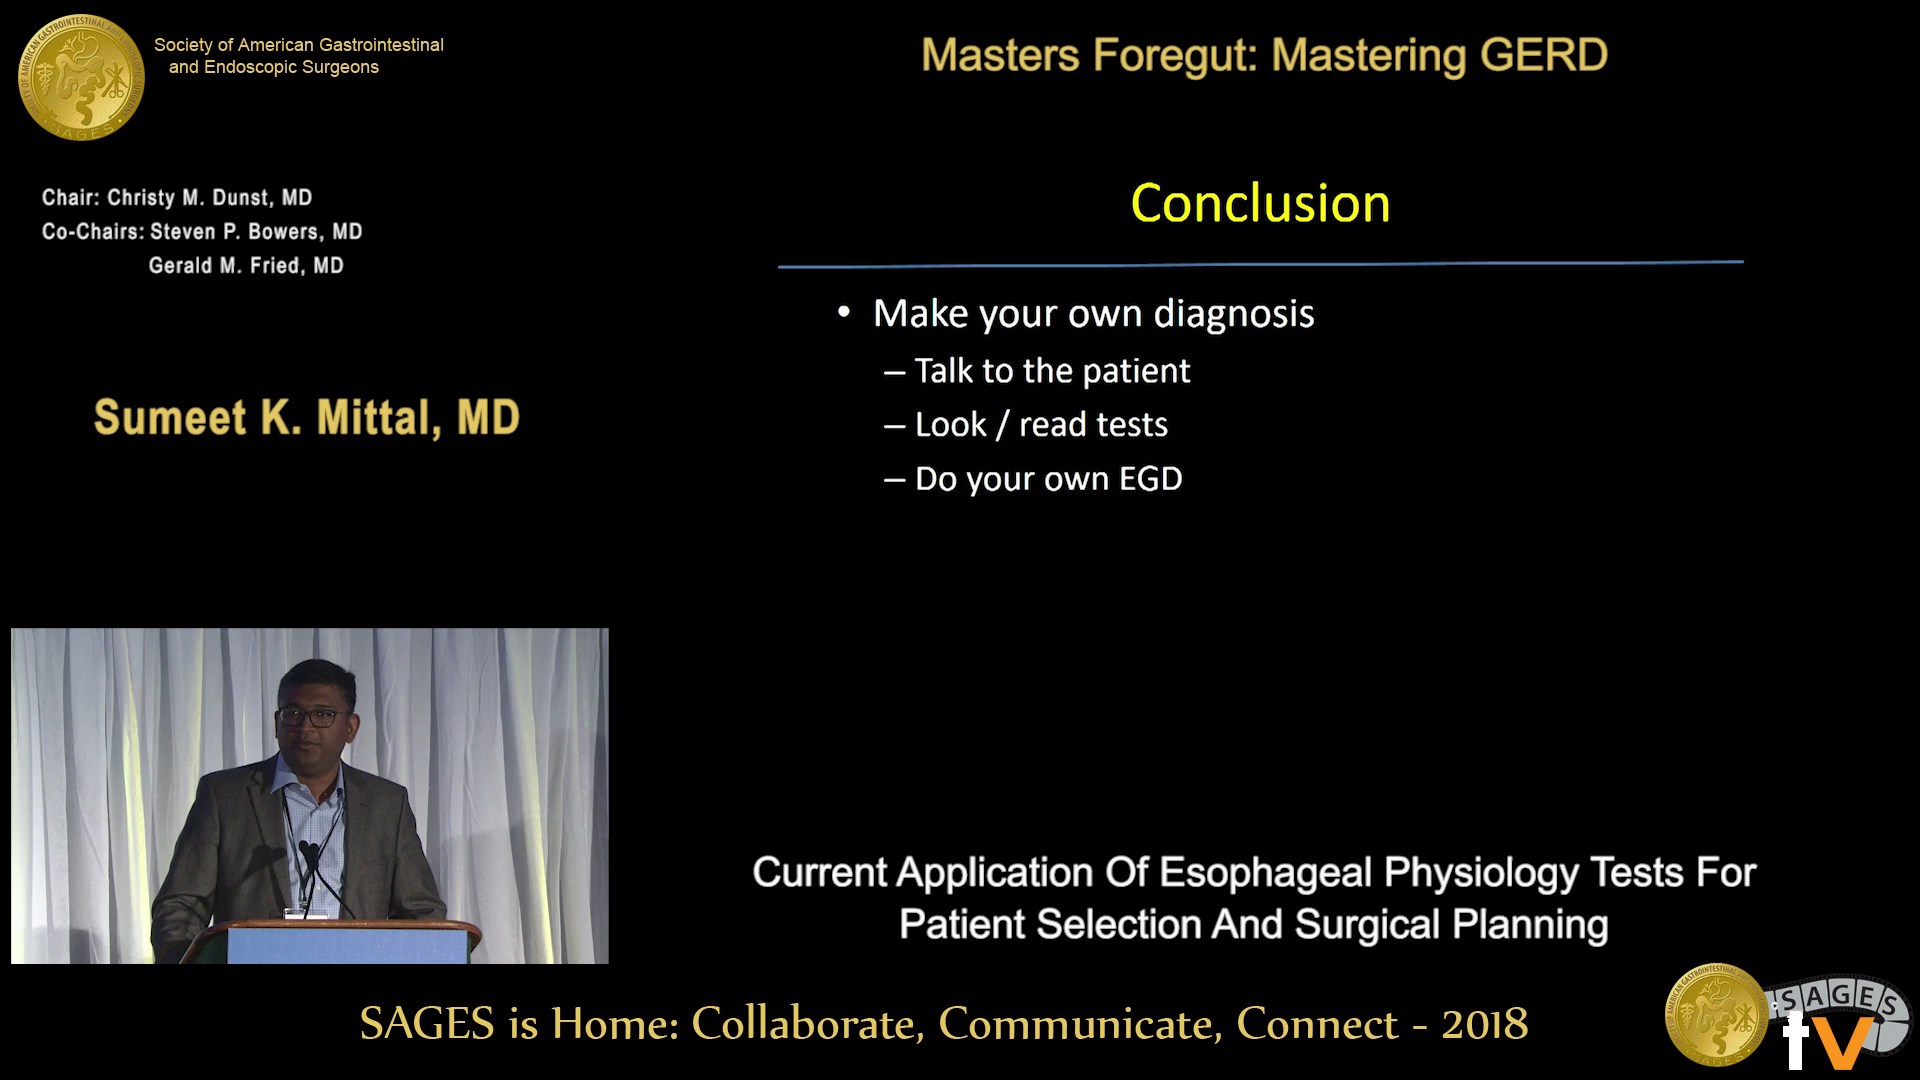 Society of American Gastrointestinal
and Endoscopic Surgeons
Masters Foregut: Mastering GERD
Chair: Christy M. Dunst, MD
Co-Chairs: Steven P. Bowers, MD
Gerald M. Fried, MD
Sumeet K. Mittal, MD
Conclusion
• Make your own diagnosis
– Talk to the patient
– Look / read tests
– Do your own EGD
Current Application Of Esophageal Physiology Tests For
Patient Selection And Surgical Planning
SAGES is Home: Collaborate, Communicate, Connect - 2018
SAGES
tv